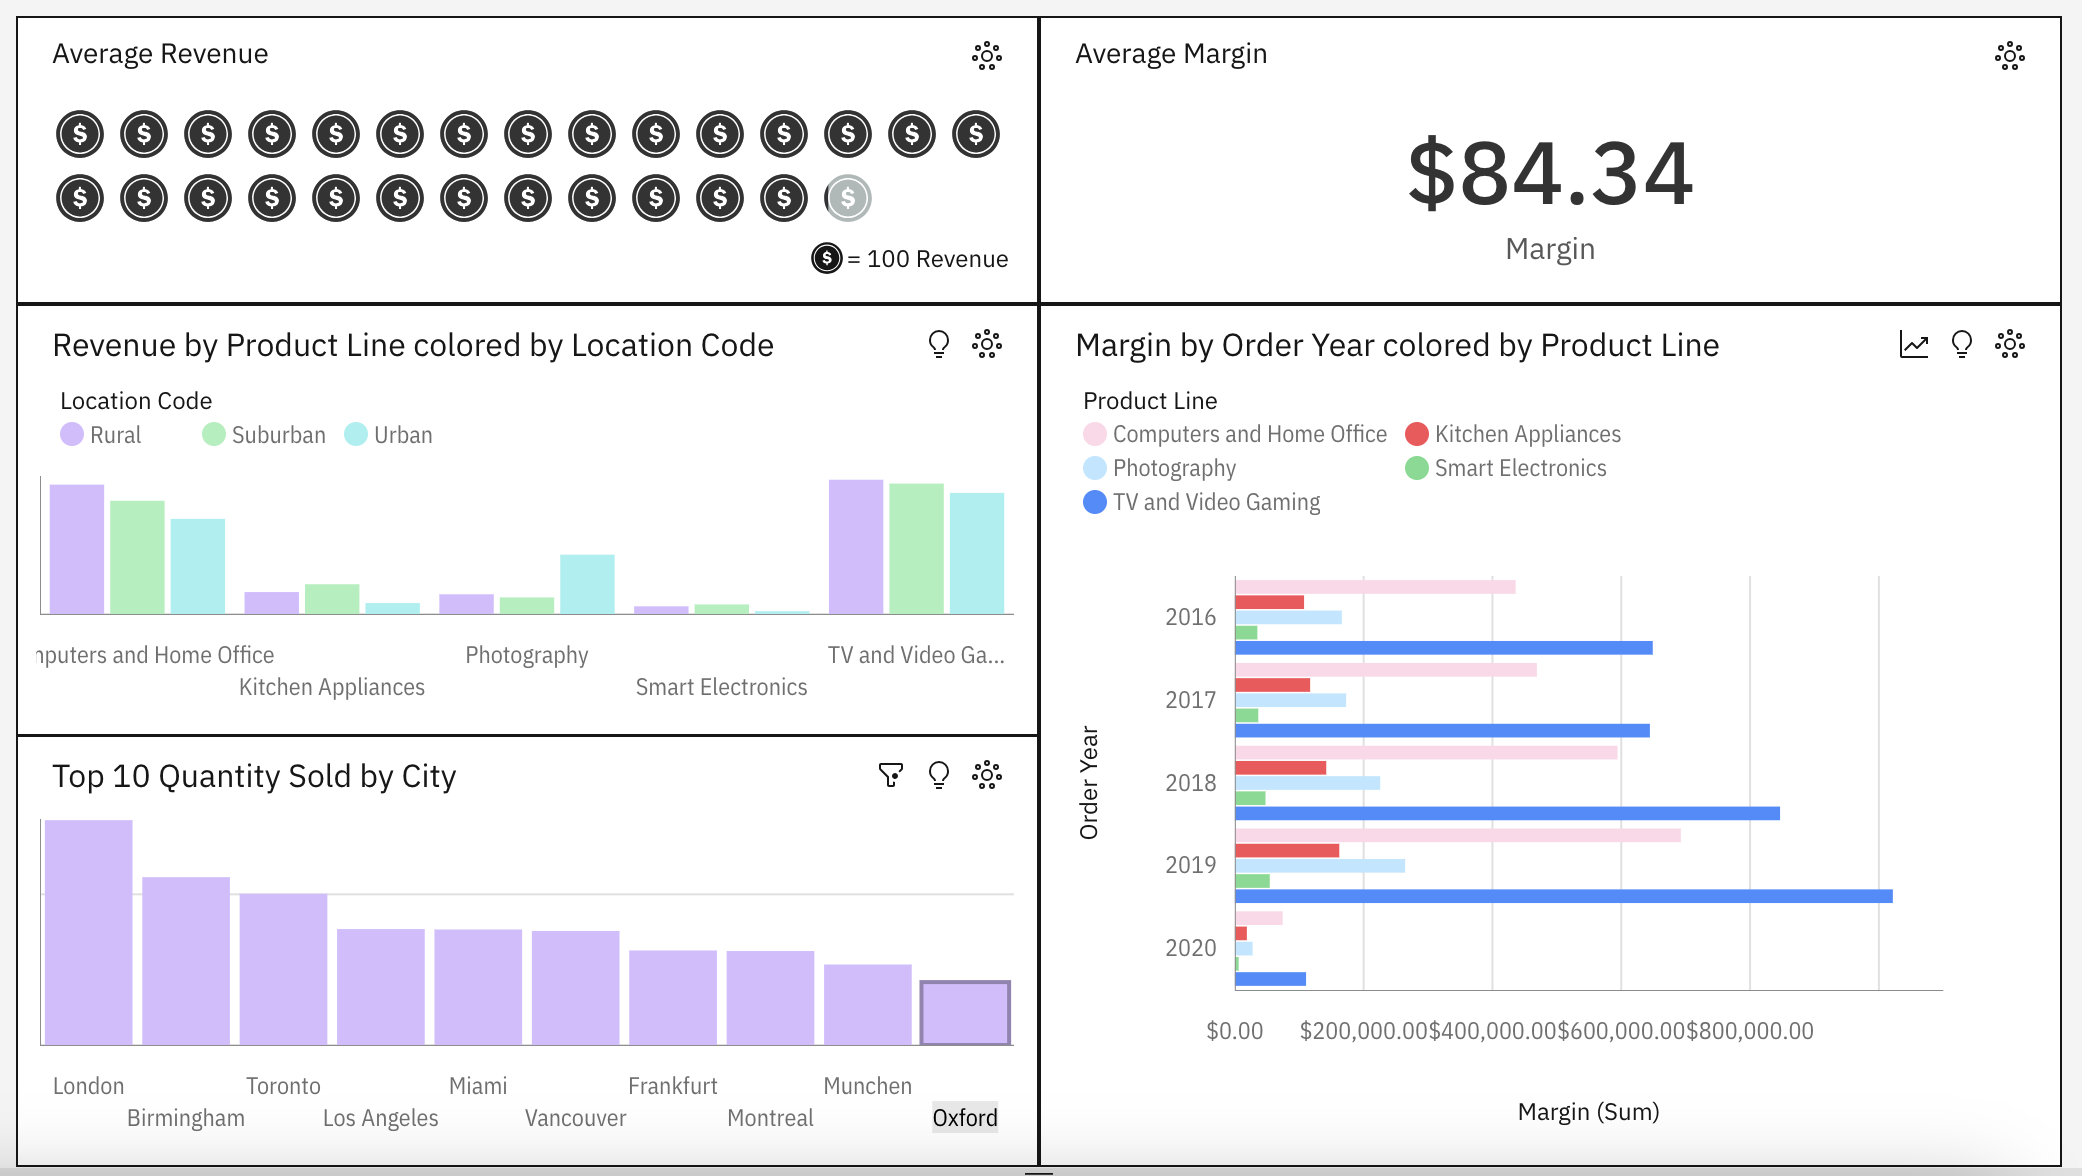 Average Revenue
$ $ $ $ $ $ $ $ $ $ $ $ $ $ $
$ $ $ $ $ $ $ $ $ $ $ $ $
$ = 100 Revenue
Average Margin
$84.34
Margin
Revenue by Product Line colored by Location Code
Location Code
Rural Suburban Urban
nputers and Home Office Photography TV and Video Ga...
Kitchen Appliances Smart Electronics
Top 10 Quantity Sold by City
London Toronto Miami Frankfurt Munchen
Birmingham Los Angeles Vancouver Montreal Oxford
Margin by Order Year colored by Product Line
Product Line
Computers and Home Office Kitchen Appliances
Photography Smart Electronics
TV and Video Gaming
Order Year
2016
2017
2018
2019
2020
$0.00 $200,000.00 $400,000.00 $600,000.00 $800,000.00
Margin (Sum)